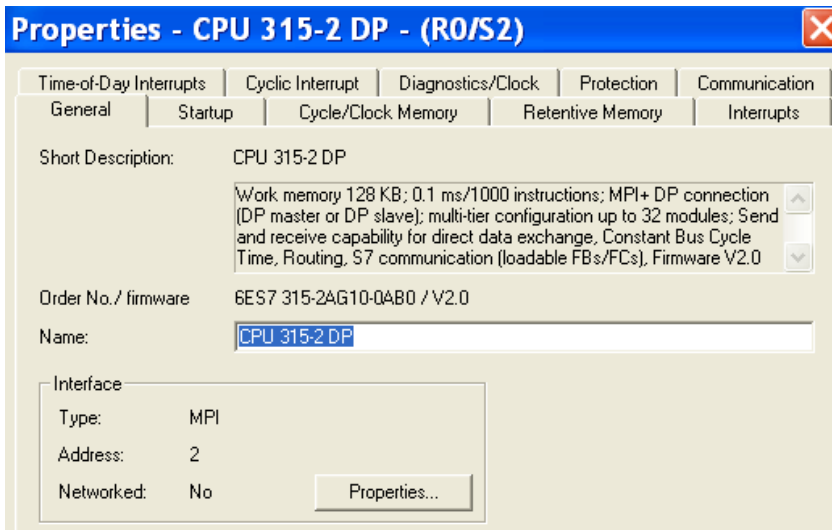 Properties - CPU 315-2 DP - (R0/S2)
Time-of-Day Interrupts Cyclic Interrupt Diagnostics/Clock Protection Communication
General Startup Cycle/Clock Memory Retentive Memory Interrupts
Short Description: CPU 315-2 DP
Work memory 128 KB; 0.1 ms/1000 instructions; MPI+ DP connection
(DP master or DP slave); multi-tier configuration up to 32 modules; Send
and receive capability for direct data exchange, Constant Bus Cycle
Time, Routing, S7 communication (loadable FBs/FCs), Firmware V2.0
Order No./ firmware 6ES7 315-2AG10-0AB0 / V2.0
Name: CPU 315-2 DP
Interface
Type: MPI
Address: 2
Networked: No Properties...